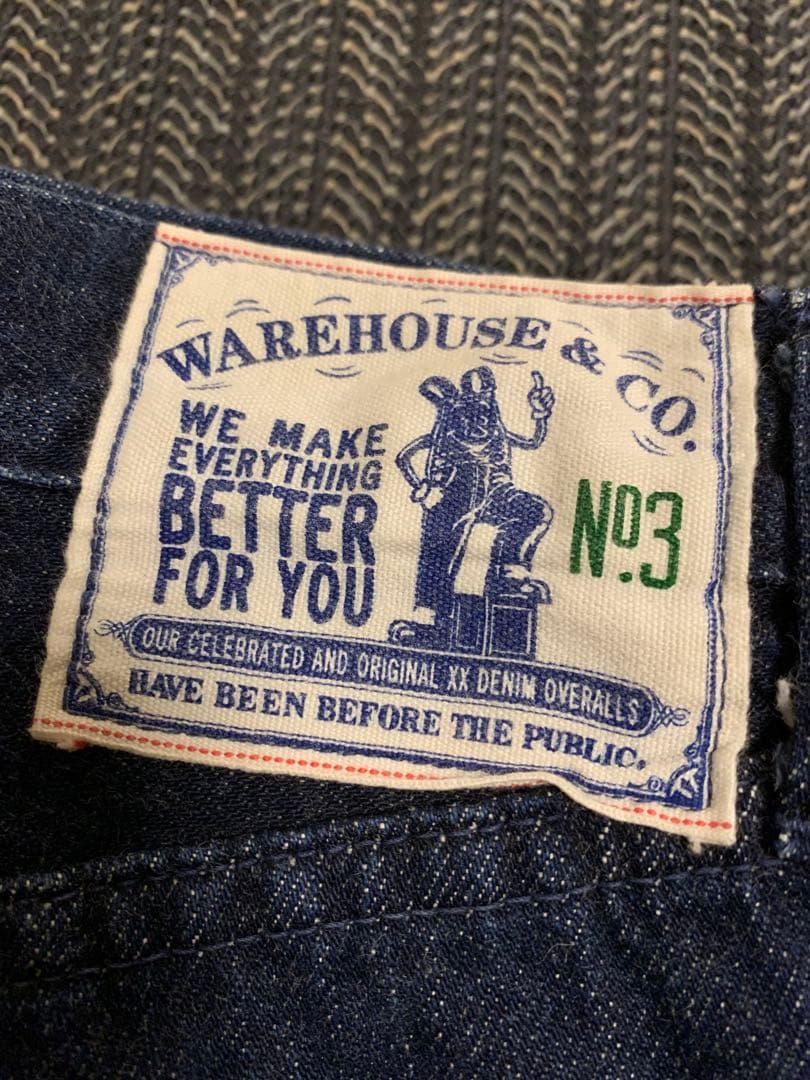 WAREHOUSE & CO.
WE MAKE
EVERYTHING
BETTER
FOR YOU
Nº.3
OUR CELEBRATED AND ORIGINAL XX DENIM OVERALLS
HAVE BEEN BEFORE THE PUBLIC.